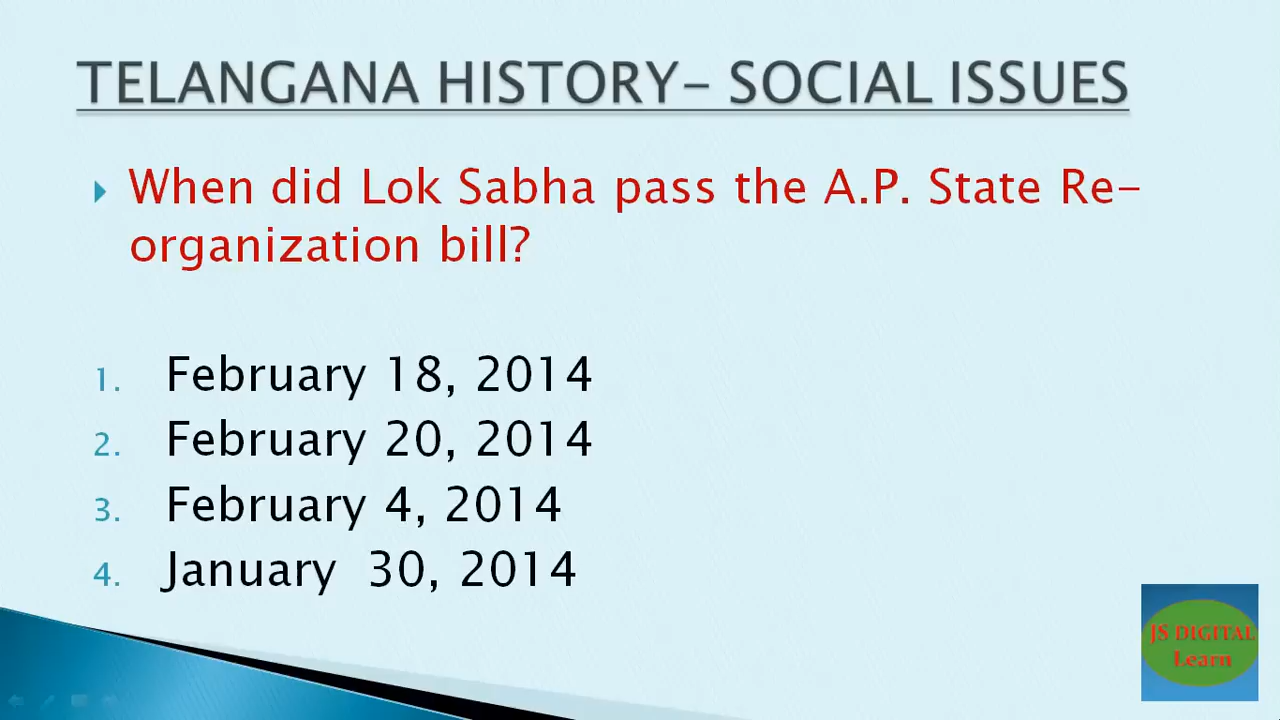 TELANGANA HISTORY- SOCIAL ISSUES
When did Lok Sabha pass the A.P. State Re-
organization bill?
1. February 18, 2014
2. February 20, 2014
3. February 4, 2014
4. January 30, 2014
JS DIGITAL
Learn